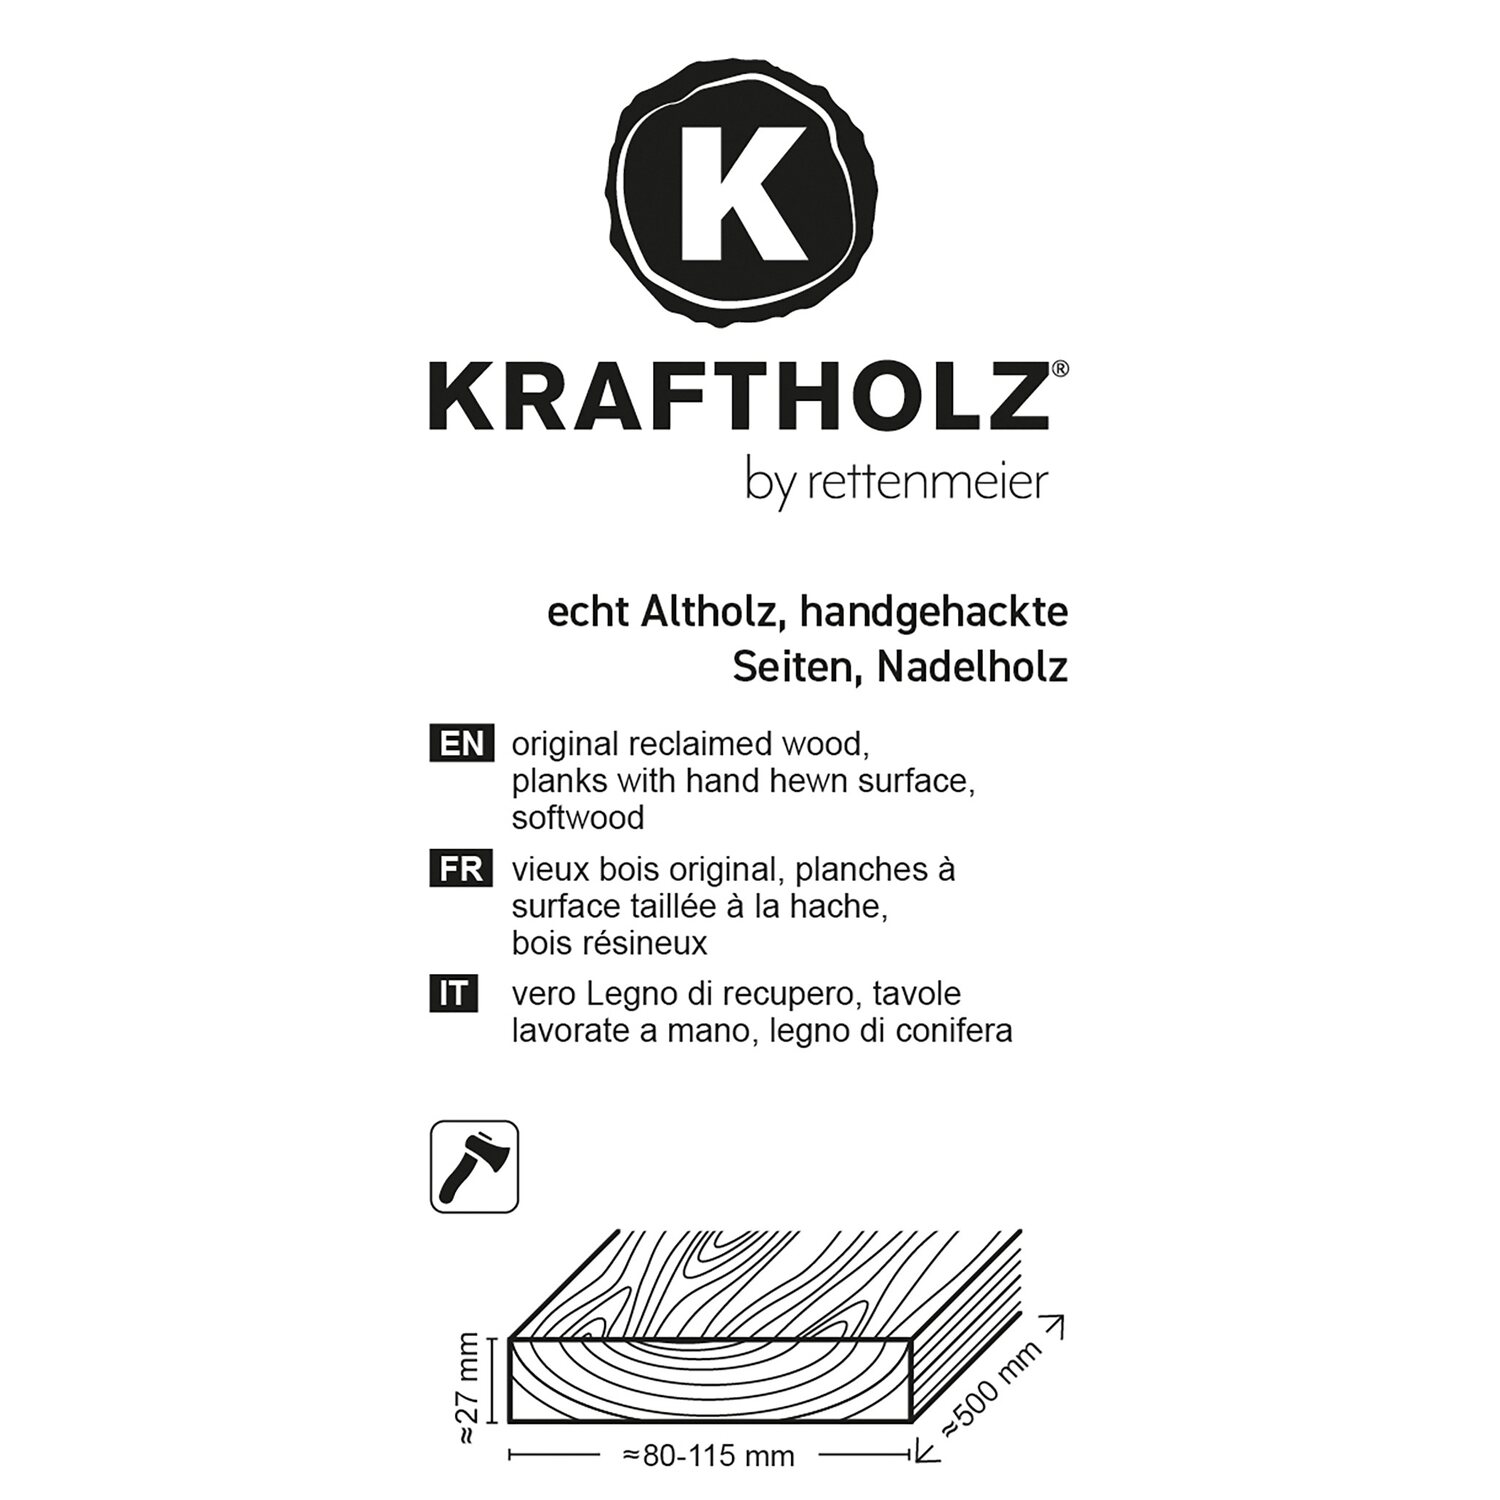 K
KRAFTHOLZ®
by rettenmeier
echt Altholz, handgehackte
Seiten, Nadelholz
EN original reclaimed wood,
planks with hand hewn surface,
softwood
FR vieux bois original, planches à
surface taillée à la hache,
bois résineux
IT vero Legno di recupero, tavole
lavorate a mano, legno di conifera
≈27 mm
≈80-115 mm
≈500 mm